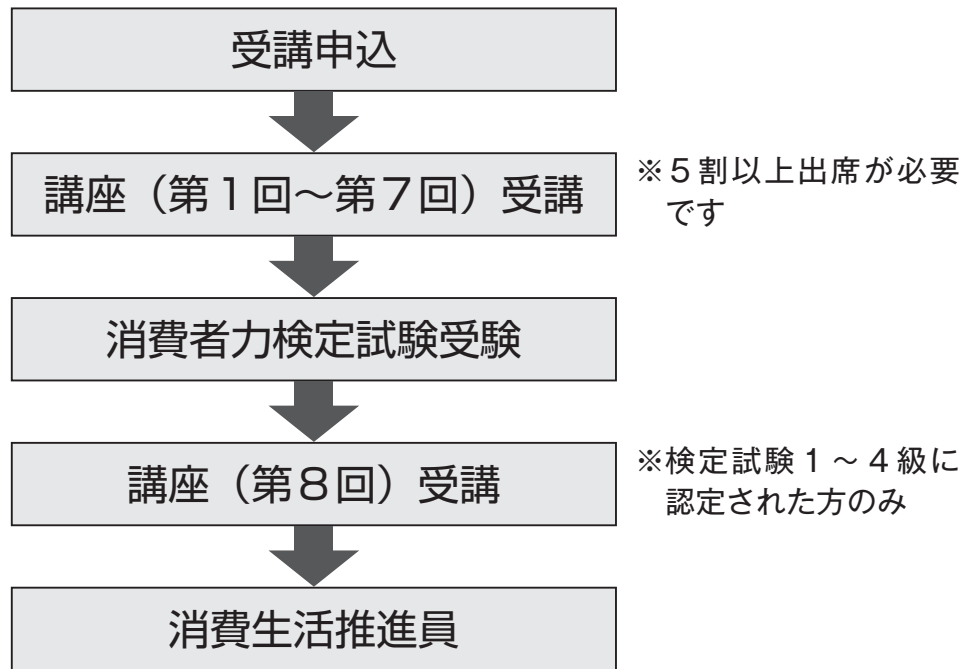 受講申込
講座（第１回～第７回）受講
※５割以上出席が必要
です
消費者力検定試験受験
講座（第８回）受講
※検定試験１～４級に
認定された方のみ
消費生活推進員